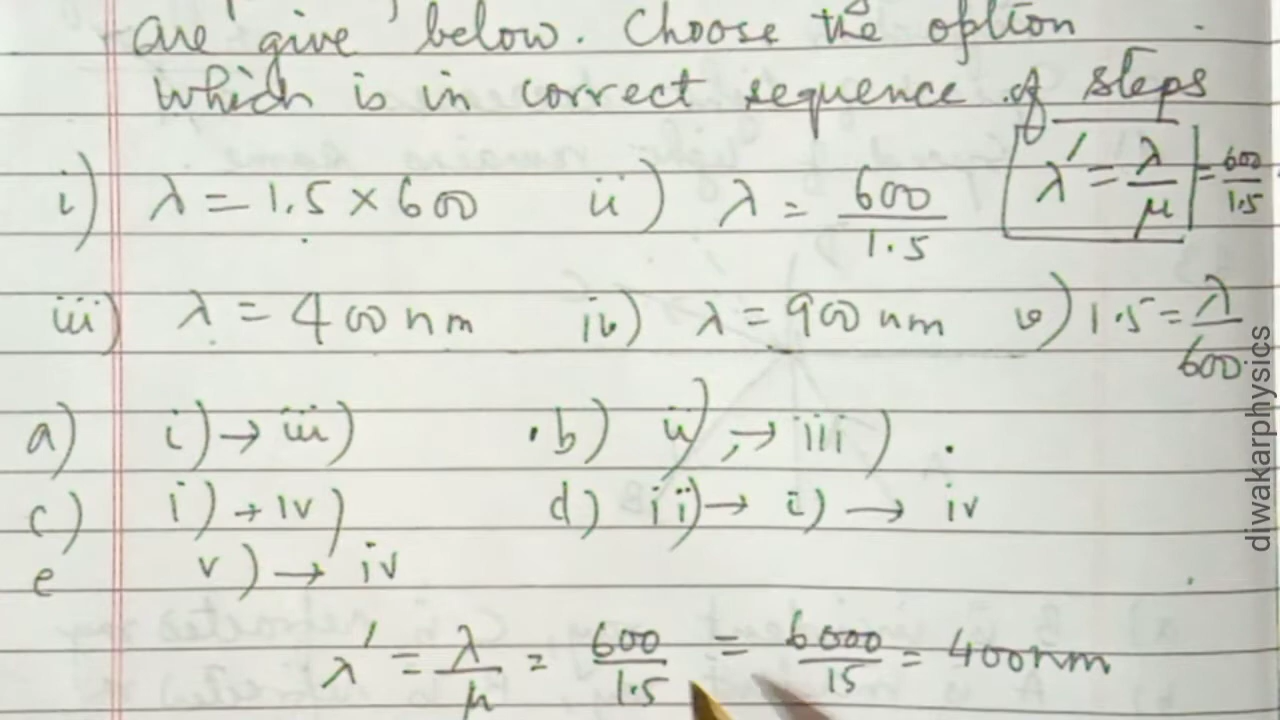 are give below. Choose the option
which is in correct sequence of steps
i) λ = 1.5 × 600 ii) λ = 600/1.5 λ' = λ/μ = 600/1.5
iii) λ = 400 nm iv) λ = 900 nm v) 1.5 = λ/600
a) i) → iii) b) ii) , → iii)
c) i) → iv) d) ii) → i) → iv
e v) → iv
λ' = λ/μ = 600/1.5 = 6000/15 = 400nm
diwakarphysics